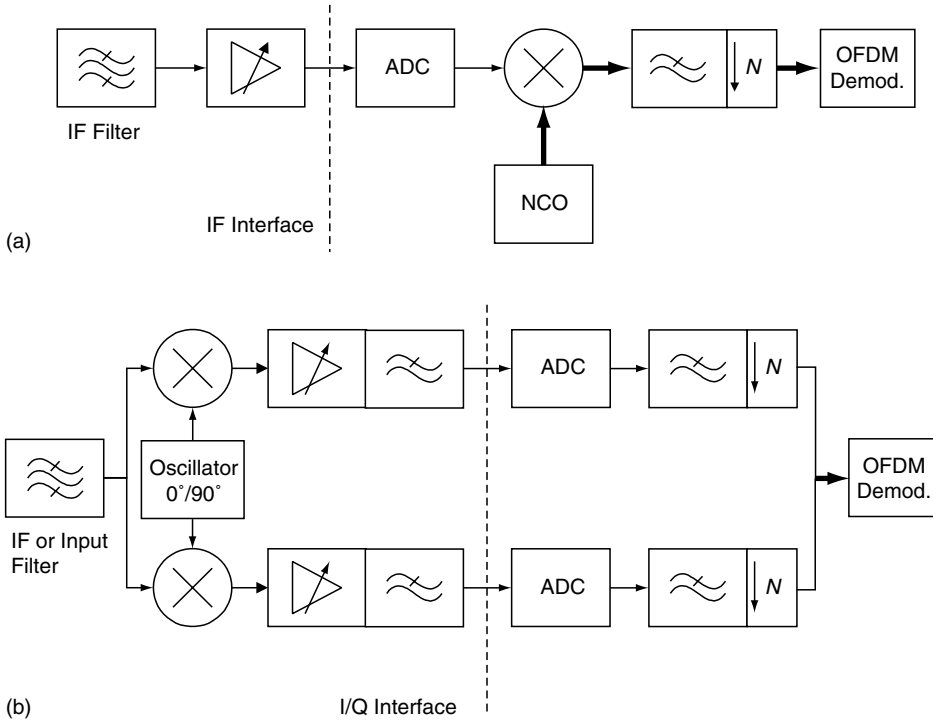 ADC
N
OFDM
Demod.
IF Filter
NCO
IF Interface
(a)
ADC
N
Oscillator
0°/90°
OFDM
Demod.
IF or Input
Filter
ADC
N
(b)
I/Q Interface